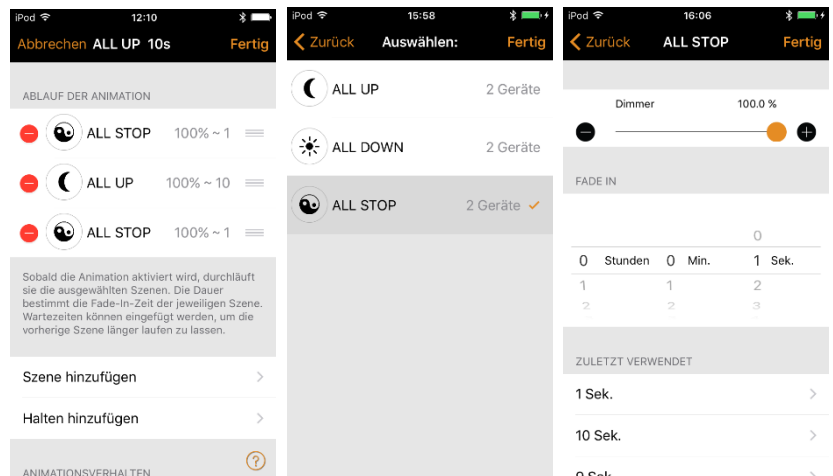 iPod 12:10
Abbrechen ALL UP 10s Fertig
ABLAUF DER ANIMATION
ALL STOP 100% ~ 1
ALL UP 100% ~ 10
ALL STOP 100% ~ 1
Sobald die Animation aktiviert wird, durchläuft
sie die ausgewählten Szenen. Die Dauer
bestimmt die Fade-In-Zeit der jeweiligen Szene.
Wartezeiten können eingefügt werden, um die
vorherige Szene länger laufen zu lassen.
Szene hinzufügen
Halten hinzufügen
?
ANIMATIONSVERHALTEN
iPod 15:58
Zurück Auswählen: Fertig
ALL UP 2 Geräte
ALL DOWN 2 Geräte
ALL STOP 2 Geräte
iPod 16:06
Zurück ALL STOP Fertig
Dimmer 100.0 %
FADE IN
0
0 Stunden 0 Min. 1 Sek.
1 1 2
2 2 3
ZULETZT VERWENDET
1 Sek.
10 Sek.